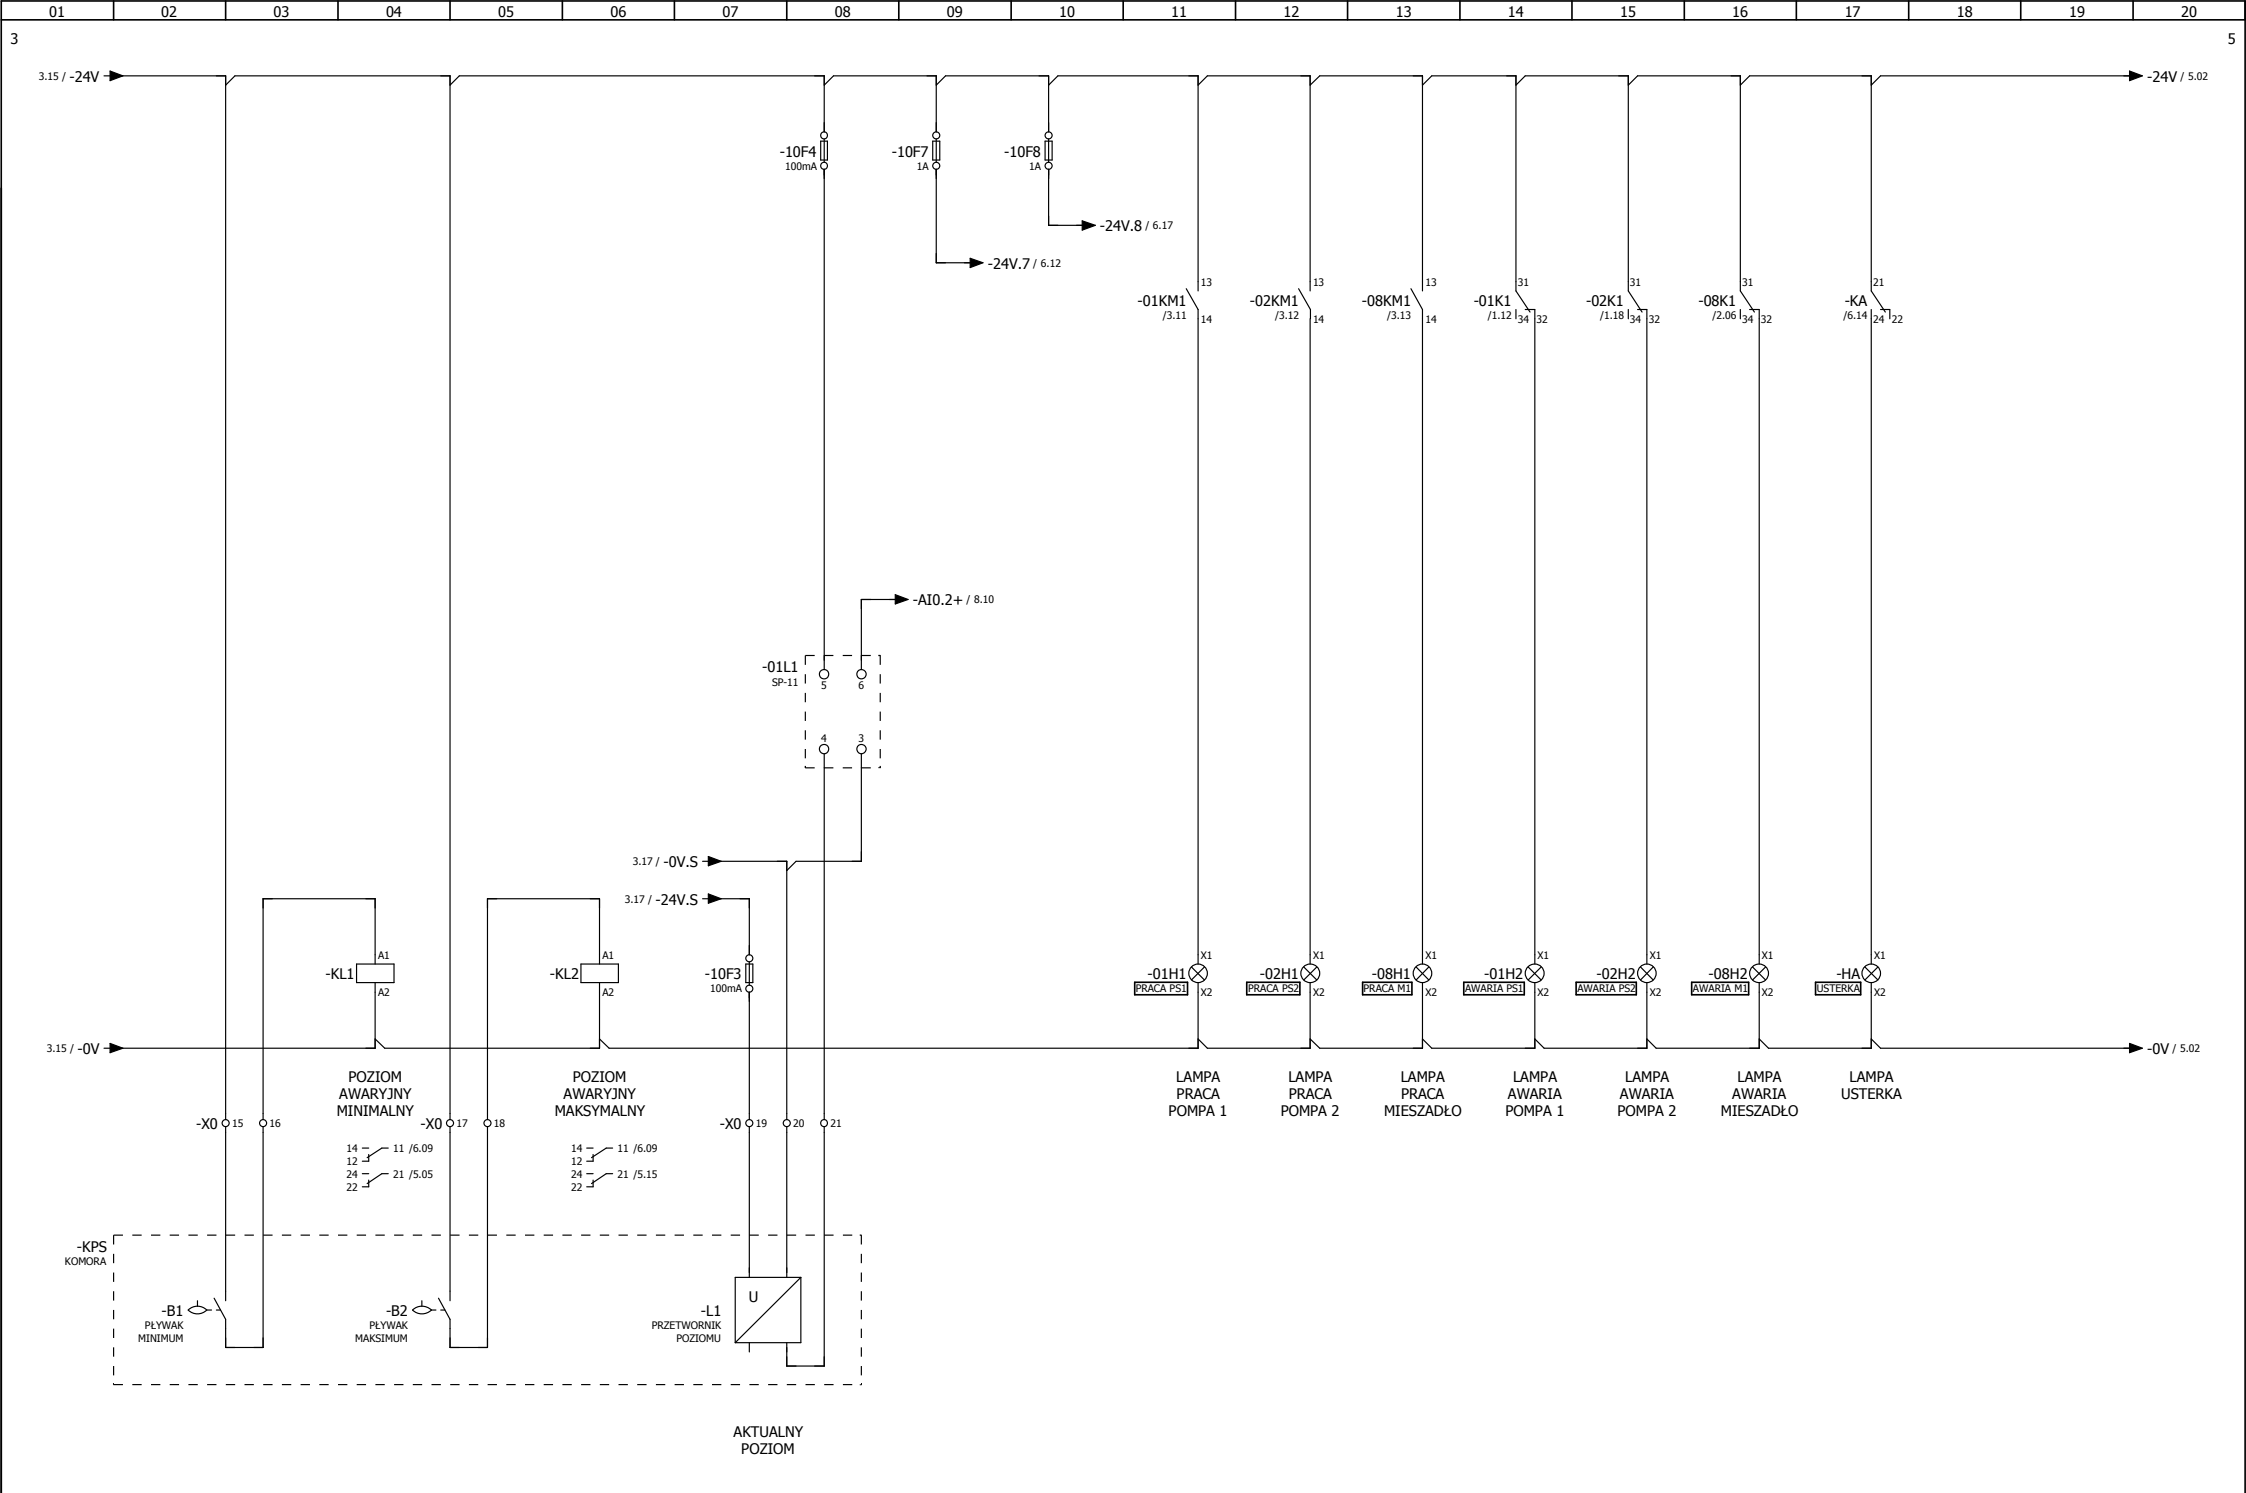 01 02 03 04 05 06 07 08 09 10 11 12 13 14 15 16 17 18 19 20
3 5
3.15 / -24V -24V / 5.02
-10F4 -10F7 -10F8
100mA 1A 1A
-24V.8 / 6.17
-24V.7 / 6.12
13 13 13 31 31 31 21
-01KM1 -02KM1 -08KM1 -01K1 -02K1 -08K1 -KA
/3.11 14 /3.12 14 /3.13 14 /1.12 34 32 /1.18 34 32 /2.06 34 32 /6.14 24 22
-AI0.2+ / 8.10
-01L1
SP-11 5 6
4 3
3.17 / -0V.S
3.17 / -24V.S
A1 A1 X1 X1 X1 X1 X1 X1 X1
-KL1 -KL2 -10F3 -01H1 -02H1 -08H1 -01H2 -02H2 -08H2 -HA
100mA PRACA PS1 PRACA PS2 PRACA M1 AWARIA PS1 AWARIA PS2 AWARIA M1 USTERKA
A2 A2 X2 X2 X2 X2 X2 X2 X2
3.15 / -0V -0V / 5.02
POZIOM POZIOM LAMPA LAMPA LAMPA LAMPA LAMPA LAMPA LAMPA
AWARYJNY AWARYJNY PRACA PRACA PRACA AWARIA AWARIA AWARIA USTERKA
MINIMALNY MAKSYMALNY POMPA 1 POMPA 2 MIESZADŁO POMPA 1 POMPA 2 MIESZADŁO
-X0 15 16 -X0 17 18 -X0 19 20 21
14 11 /6.09 14 11 /6.09
12 12
24 21 /5.05 24 21 /5.15
22 22
-KPS
KOMORA
U
-B1 -B2 -L1
PŁYWAK PŁYWAK PRZETWORNIK
MINIMUM MAKSIMUM POZIOMU
AKTUALNY
POZIOM